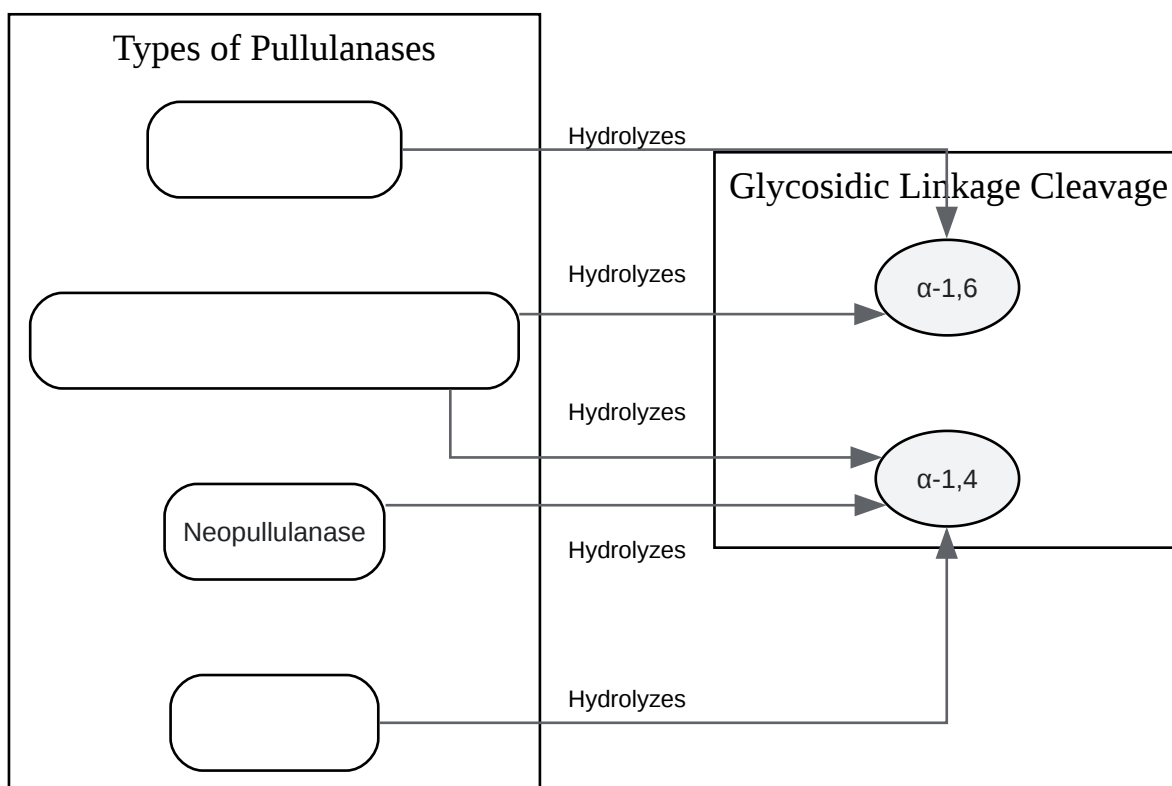 Types of Pullulanases
Hydrolyzes
Glycosidic Linkage Cleavage
Hydrolyzes
α-1,6
Hydrolyzes
α-1,4
Neopullulanase
Hydrolyzes
Hydrolyzes